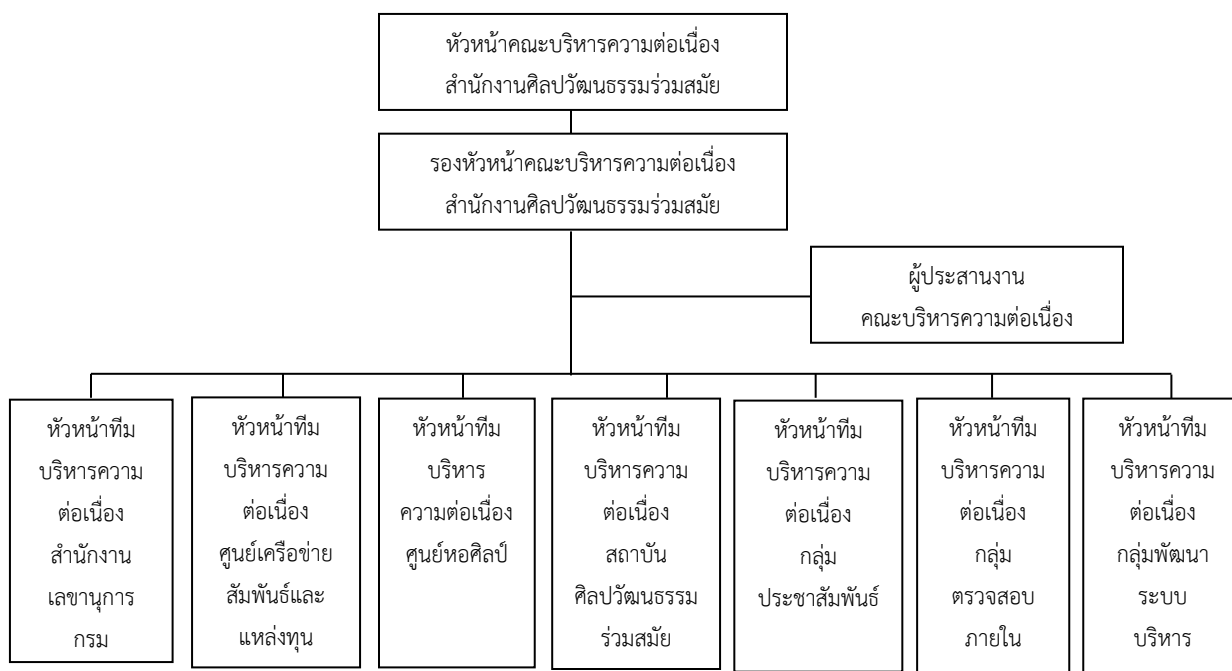 หัวหน้าคณะบริหารความต่อเนื่อง
สำนักงานศิลปวัฒนธรรมร่วมสมัย
รองหัวหน้าคณะบริหารความต่อเนื่อง
สำนักงานศิลปวัฒนธรรมร่วมสมัย
ผู้ประสานงาน
คณะบริหารความต่อเนื่อง
หัวหน้าทีม
บริหารความ
ต่อเนื่อง
สำนักงาน
เลขานุการ
กรม
หัวหน้าทีม
บริหารความ
ต่อเนื่อง
ศูนย์เครือข่าย
สัมพันธ์และ
แหล่งทุน
หัวหน้าทีม
บริหาร
ความต่อเนื่อง
ศูนย์หอศิลป์
หัวหน้าทีม
บริหารความ
ต่อเนื่อง
สถาบัน
ศิลปวัฒนธรรม
ร่วมสมัย
หัวหน้าทีม
บริหารความ
ต่อเนื่อง
กลุ่ม
ประชาสัมพันธ์
หัวหน้าทีม
บริหารความ
ต่อเนื่อง
กลุ่ม
ตรวจสอบ
ภายใน
หัวหน้าทีม
บริหารความ
ต่อเนื่อง
กลุ่มพัฒนา
ระบบ
บริหาร